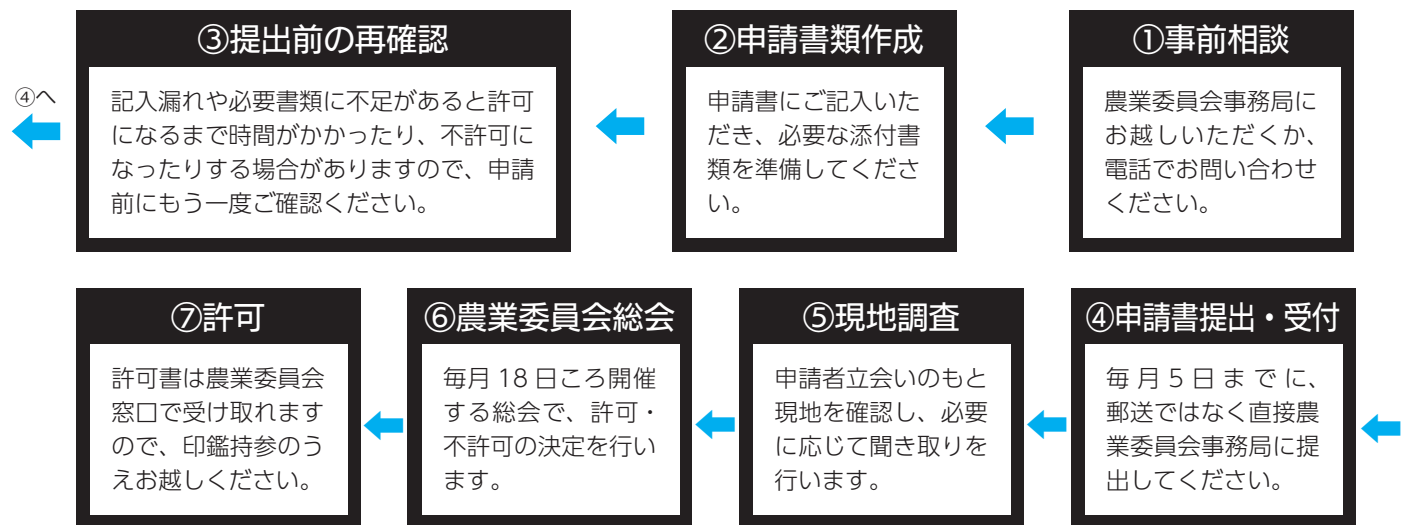 ①事前相談
農業委員会事務局に
お越しいただくか、
電話でお問い合わせ
ください。
②申請書類作成
申請書にご記入いた
だき、必要な添付書
類を準備してくださ
い。
③提出前の再確認
記入漏れや必要書類に不足があると許可
になるまで時間がかかったり、不許可に
なったりする場合がありますので、申請
前にもう一度ご確認ください。
④へ
④申請書提出・受付
毎月5日までに、
郵送ではなく直接農
業委員会事務局に提
出してください。
⑤現地調査
申請者立会いのもと
現地を確認し、必要
に応じて聞き取りを
行います。
⑥農業委員会総会
毎月 18 日ころ開催
する総会で、許可・
不許可の決定を行い
ます。
⑦許可
許可書は農業委員会
窓口で受け取れます
ので、印鑑持参のう
えお越しください。